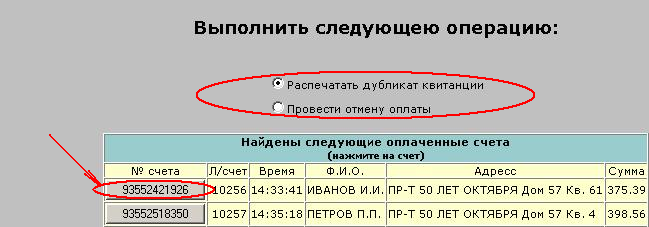 Выполнить следующею операцию:
Распечатать дубликат квитанции
Провести отмену оплаты
Найдены следующие оплаченные счета
(нажмите на счет)
№ счета Л/счет Время Ф.И.О. Адрес Сумма
93552421926 10256 14:33:41 ИВАНОВ И.И. ПР-Т 50 ЛЕТ ОКТЯБРЯ Дом 57 Кв. 61 375.39
93552518350 10257 14:35:18 ПЕТРОВ П.П. ПР-Т 50 ЛЕТ ОКТЯБРЯ Дом 57 Кв. 4 398.56